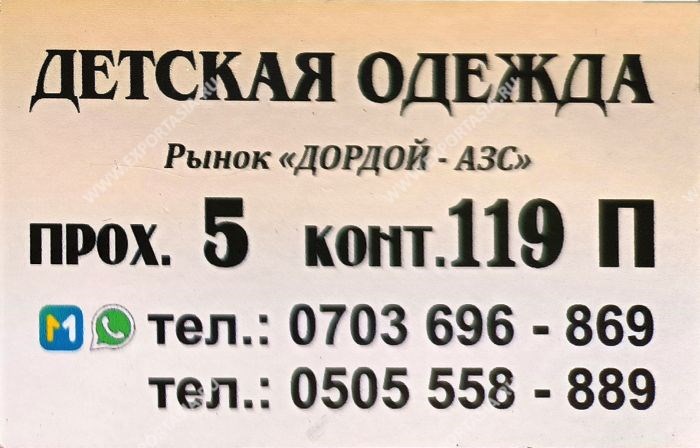 ДЕТСКАЯ ОДЕЖДА
Рынок «ДОРДОЙ - АЗС»
ПРОХ. 5 КОНТ. 119 П
тел.: 0703 696 - 869
тел.: 0505 558 - 889